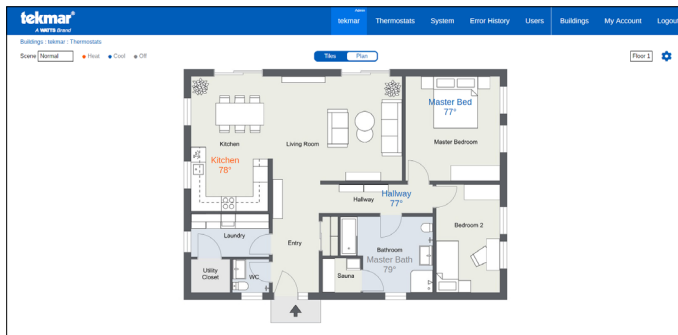 tekmar®
A WATTS Brand
Admin
tekmar Thermostats System Error History Users Buildings My Account Logout
Buildings : tekmar : Thermostats
Scene Normal Heat Cool Off
Tiles Plan
Floor 1
Master Bed
77°
Master Bedroom
Kitchen
Living Room
Kitchen
78°
Hallway
Hallway
77°
Bedroom 2
Laundry
Entry
Bathroom
Master Bath
79°
Utility
Closet
WC
Sauna